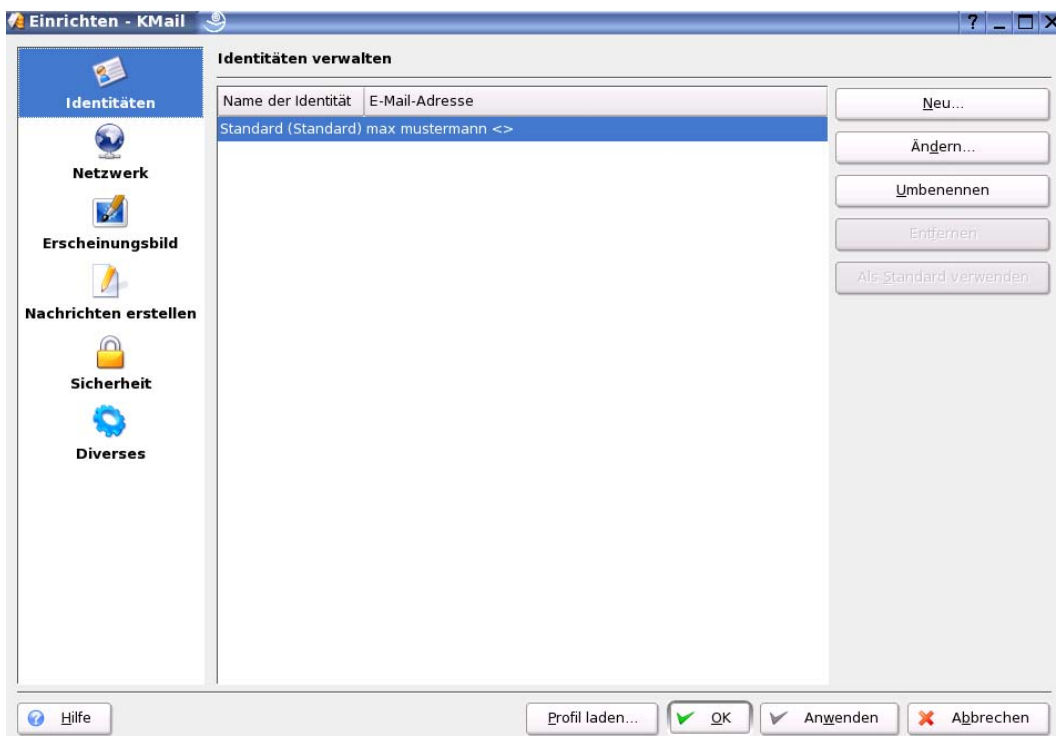 Einrichten - KMail
Identitäten
Netzwerk
Erscheinungsbild
Nachrichten erstellen
Sicherheit
Diverses
Identitäten verwalten
Name der Identität E-Mail-Adresse
Standard (Standard) max mustermann <>
Neu...
Ändern...
Umbenennen
Entfernen
Als Standard verwenden
Hilfe
Profil laden...
OK
Anwenden
Abbrechen